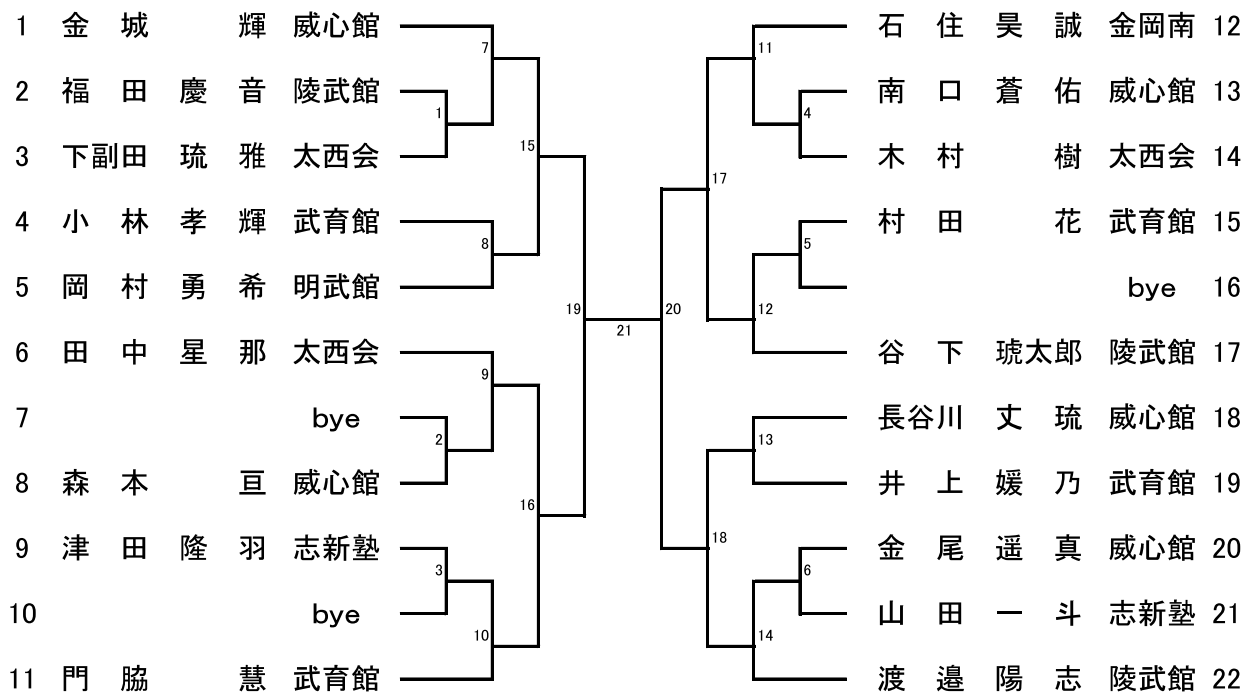 1 金城 輝 威心館
7
2 福田慶音 陵武館
1
3 下副田琉雅 太西会
15
4 小林孝輝 武育館
8
5 岡村勇希 明武館
19
6 田中星那 太西会
9
7 bye
2
8 森本 亘 威心館
16
9 津田隆羽 志新塾
3
10 bye
10
11 門脇 慧 武育館
21
石住昊誠 金岡南 12
11
南口蒼佑 威心館 13
4
木村 樹 太西会 14
17
村田 花 武育館 15
5
bye 16
20
12
谷下琥太郎 陵武館 17
長谷川丈琉 威心館 18
13
井上媛乃 武育館 19
18
金尾遥真 威心館 20
6
山田一斗 志新塾 21
14
渡邉陽志 陵武館 22